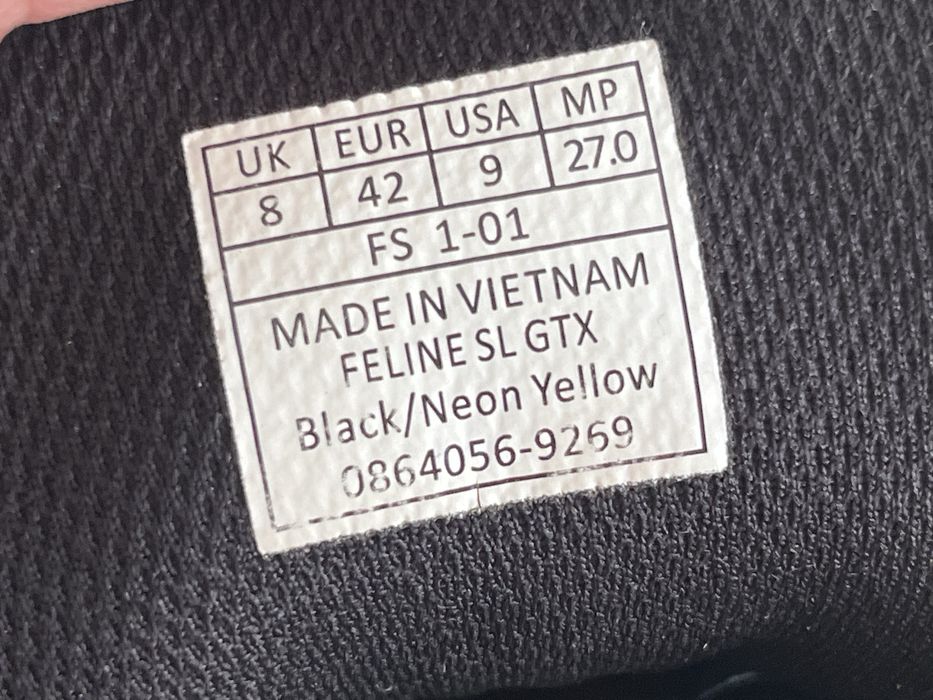 UK EUR USA MP
8 42 9 27.0
FS 1-01
MADE IN VIETNAM
FELINE SL GTX
Black/Neon Yellow
0864056-9269